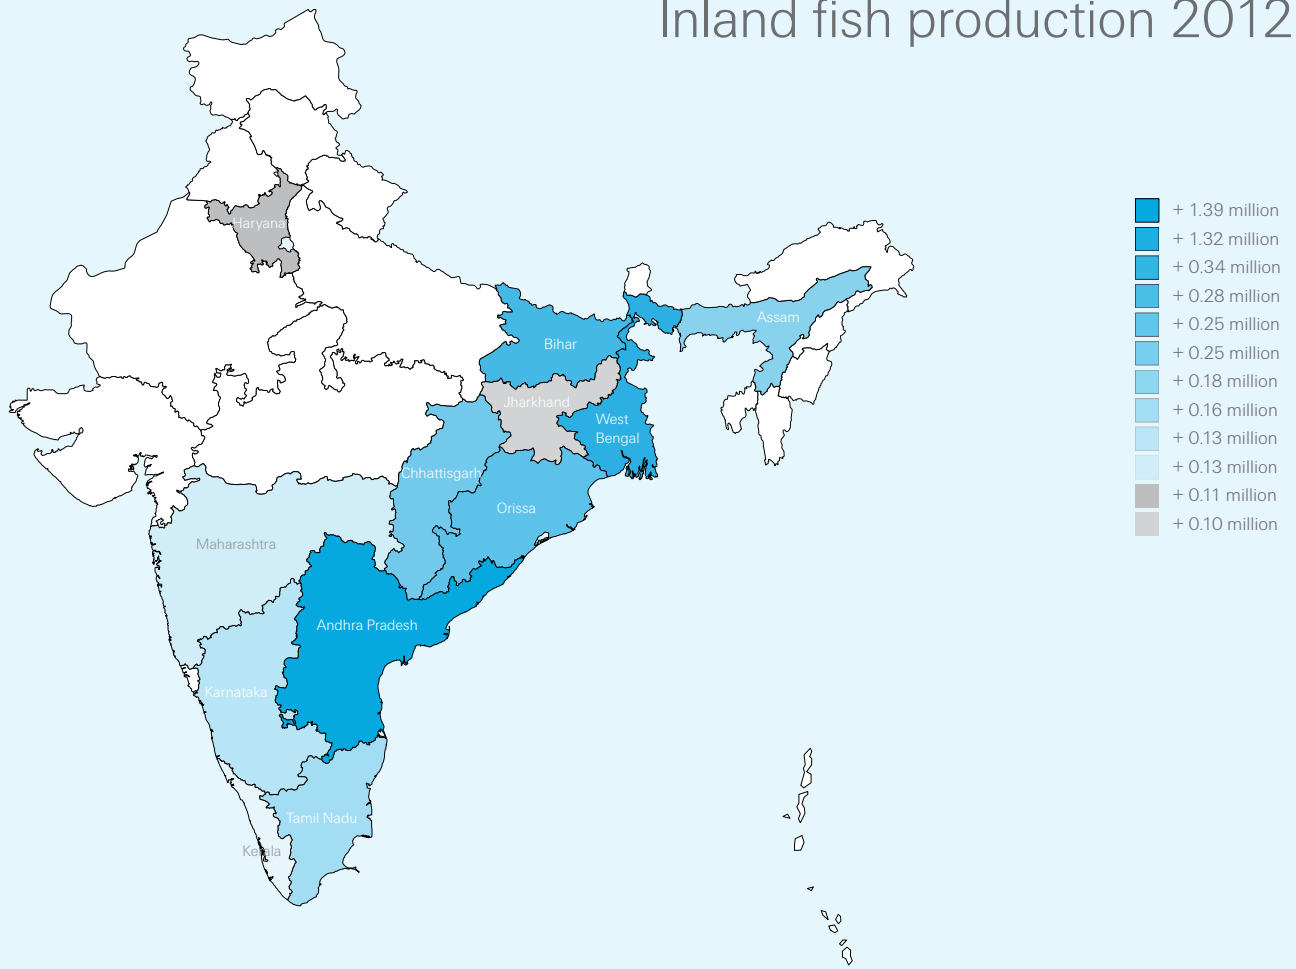 Inland fish production 2012
Haryana
+ 1.39 million
+ 1.32 million
+ 0.34 million
+ 0.28 million
+ 0.25 million
+ 0.25 million
+ 0.18 million
+ 0.16 million
+ 0.13 million
+ 0.13 million
+ 0.11 million
+ 0.10 million
Assam
Bihar
Jharkhand
West
Bengal
Chhattisgarh
Orissa
Maharashtra
Andhra Pradesh
Karnataka
Tamil Nadu
Kerala